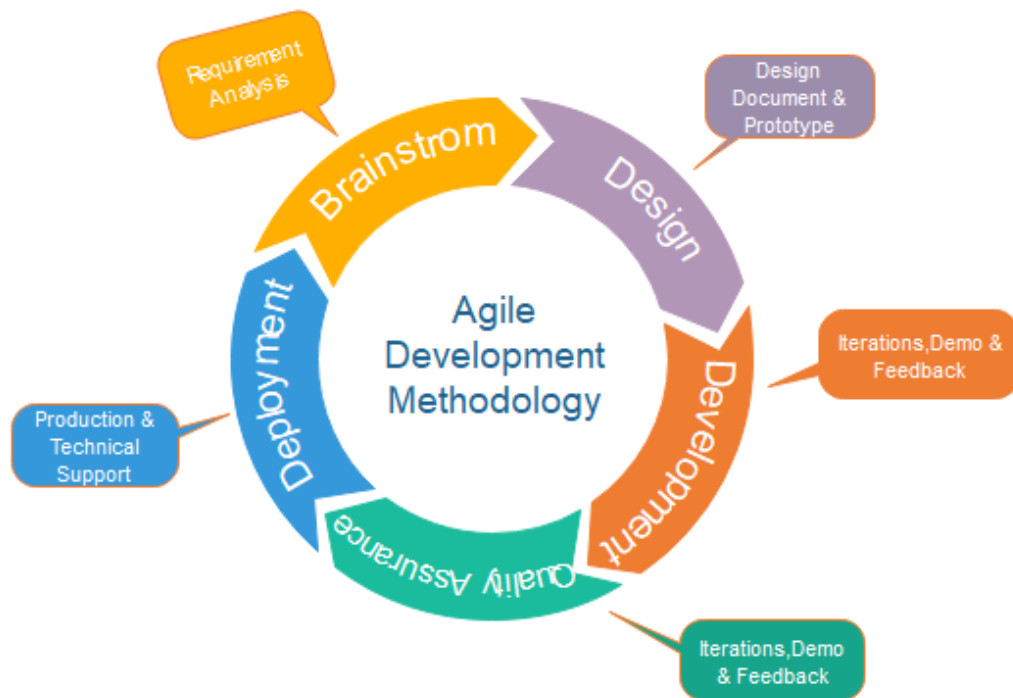 Requirement
Analysis
Brainstrom
Design
Document &
Prototype
Design
Iterations,Demo &
Feedback
Development
Agile
Development
Methodology
Deployment
Production &
Technical
Support
Quality Assurance
Iterations,Demo
& Feedback